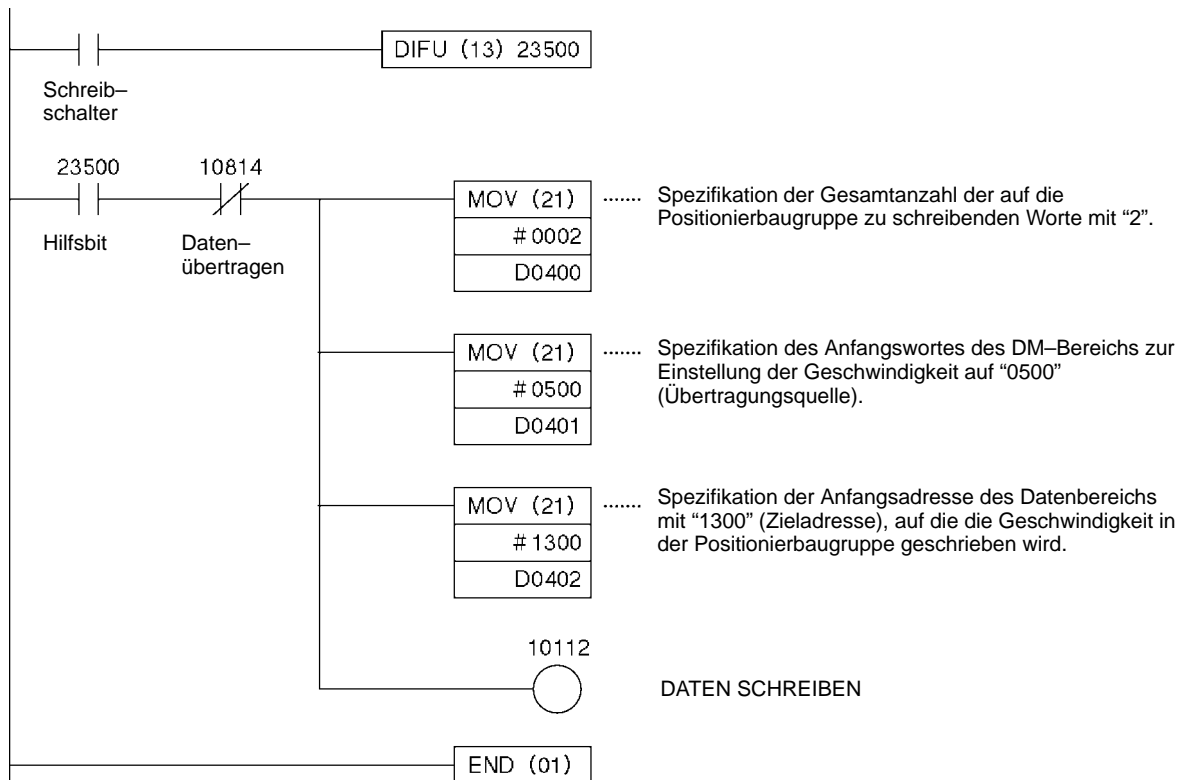 DIFU (13) 23500
Schreib–
schalter
23500
10814
Hilfsbit
Daten–
übertragen
MOV (21)
#0002
D0400
....... Spezifikation der Gesamtanzahl der auf die
Positionierbaugruppe zu schreibenden Worte mit “2”.
MOV (21)
#0500
D0401
....... Spezifikation des Anfangswortes des DM–Bereichs zur
Einstellung der Geschwindigkeit auf “0500”
(Übertragungsquelle).
MOV (21)
#1300
D0402
....... Spezifikation der Anfangsadresse des Datenbereichs
mit “1300” (Zieladresse), auf die die Geschwindigkeit in
der Positionierbaugruppe geschrieben wird.
10112
DATEN SCHREIBEN
END (01)